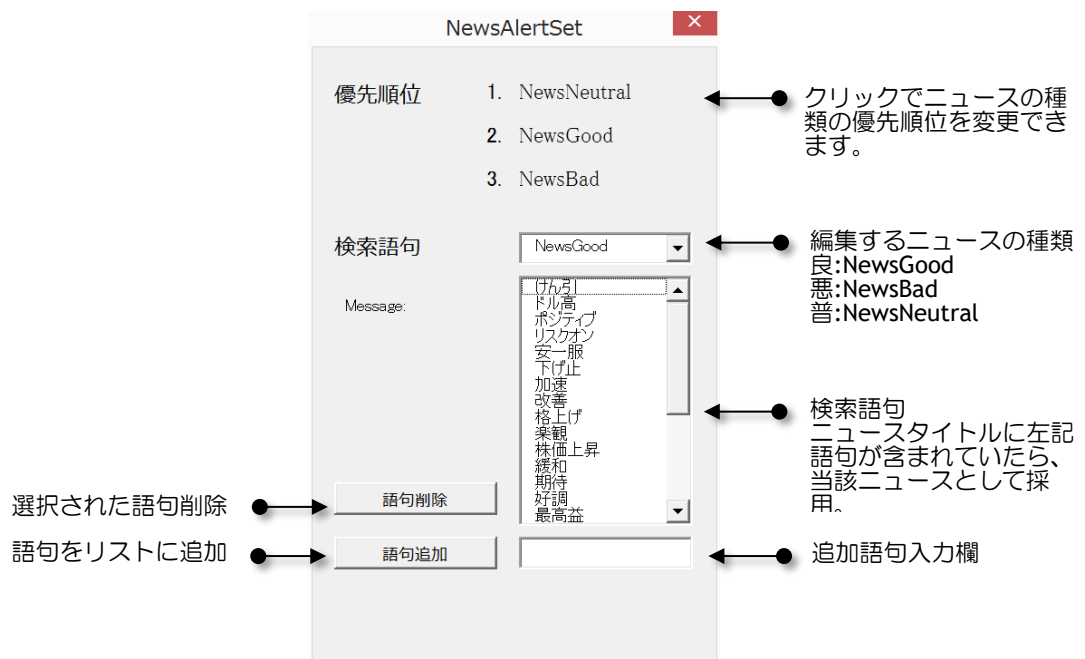 NewsAlertSet
優先順位
1. NewsNeutral
2. NewsGood
3. NewsBad
クリックでニュースの種
類の優先順位を変更でき
ます。
検索語句
NewsGood
編集するニュースの種類
良:NewsGood
悪:NewsBad
普:NewsNeutral
Message:
けん引
ドル高
ポジティブ
リスクオン
安一服
下げ止
加速
改善
格上げ
楽観
株価上昇
緩和
期待
好調
最高益
検索語句
ニュースタイトルに左記
語句が含まれていたら、
当該ニュースとして採
用。
選択された語句削除
語句削除
語句をリストに追加
語句追加
追加語句入力欄